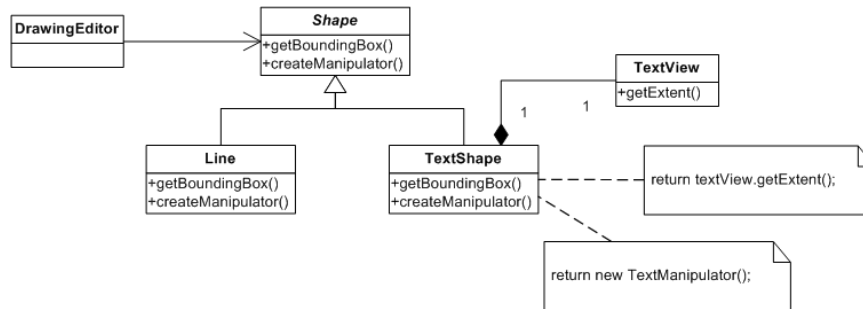 DrawingEditor
Shape
+getBoundingBox()
+createManipulator()
TextView
+getExtent()
1
1
Line
+getBoundingBox()
+createManipulator()
TextShape
+getBoundingBox()
+createManipulator()
return textView.getExtent();
return new TextManipulator();